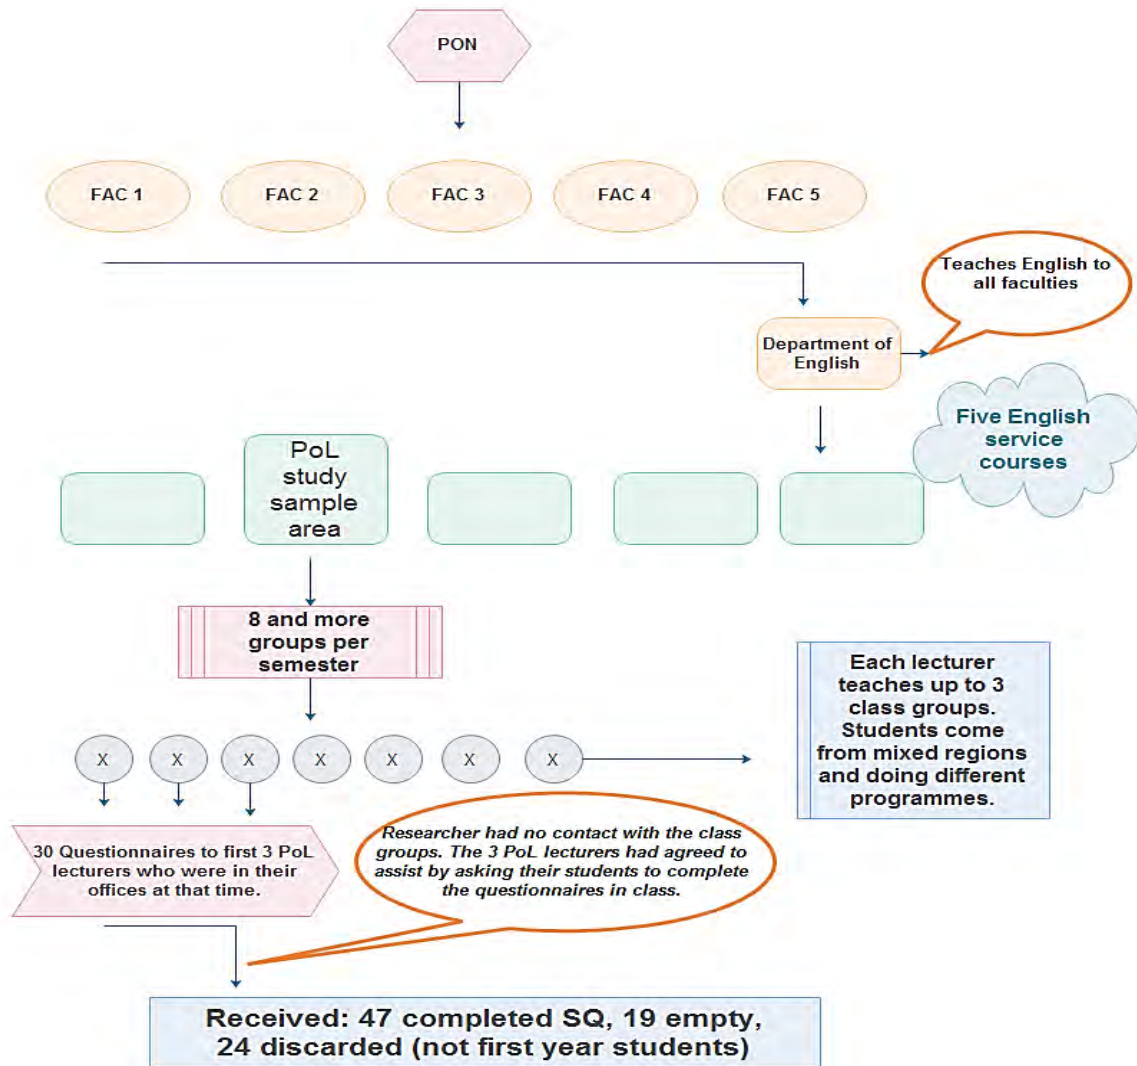 PON
FAC 1
FAC 2
FAC 3
FAC 4
FAC 5
Teaches English to
all faculties
Department of
English
Five English
service
courses
PoL
study
sample
area
8 and more
groups per
semester
Each lecturer
teaches up to 3
class groups.
Students come
from mixed regions
and doing different
programmes.
X
X
X
X
X
X
X
30 Questionnaires to first 3 PoL
lecturers who were in their
offices at that time.
Researcher had no contact with the class
groups. The 3 PoL lecturers had agreed to
assist by asking their students to complete
the questionnaires in class.
Received: 47 completed SQ, 19 empty,
24 discarded (not first year students)